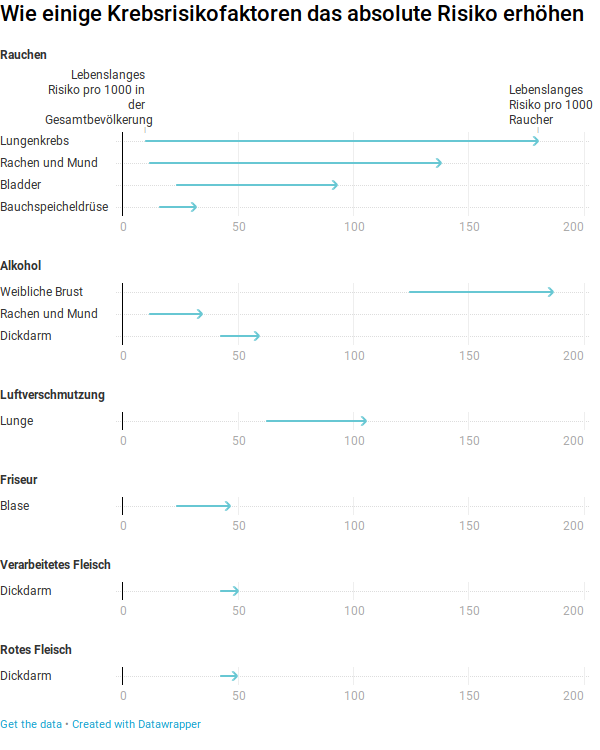 Wie einige Krebsrisikofaktoren das absolute Risiko erhöhen
Rauchen
Lebenslanges
Risiko pro 1000 in
der
Gesamtbevölkerung
Lebenslanges
Risiko pro 1000
Raucher
Lungenkrebs
Rachen und Mund
Bladder
Bauchspeicheldrüse
0 50 100 150 200
Alkohol
Weibliche Brust
Rachen und Mund
Dickdarm
0 50 100 150 200
Luftverschmutzung
Lunge
0 50 100 150 200
Friseur
Blase
0 50 100 150 200
Verarbeitetes Fleisch
Dickdarm
0 50 100 150 200
Rotes Fleisch
Dickdarm
0 50 100 150 200
Get the data • Created with Datawrapper